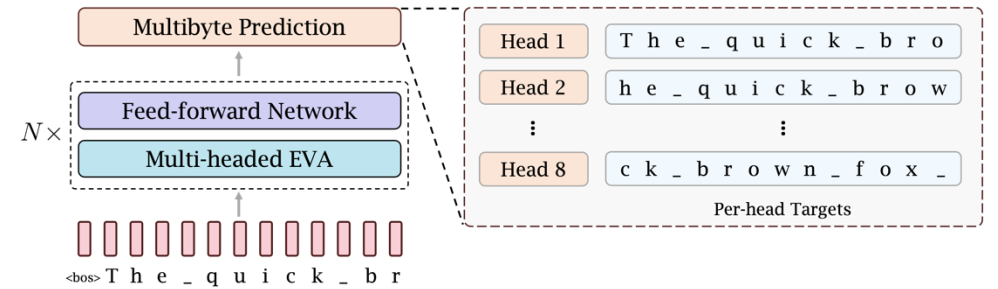 Multibyte Prediction
Feed-forward Network
N×
Multi-headed EVA
<bos> T h e _ q u i c k _ b r
Head 1
T h e _ q u i c k _ b r o
Head 2
h e _ q u i c k _ b r o w
Head 8
c k _ b r o w n _ f o x _
Per-head Targets